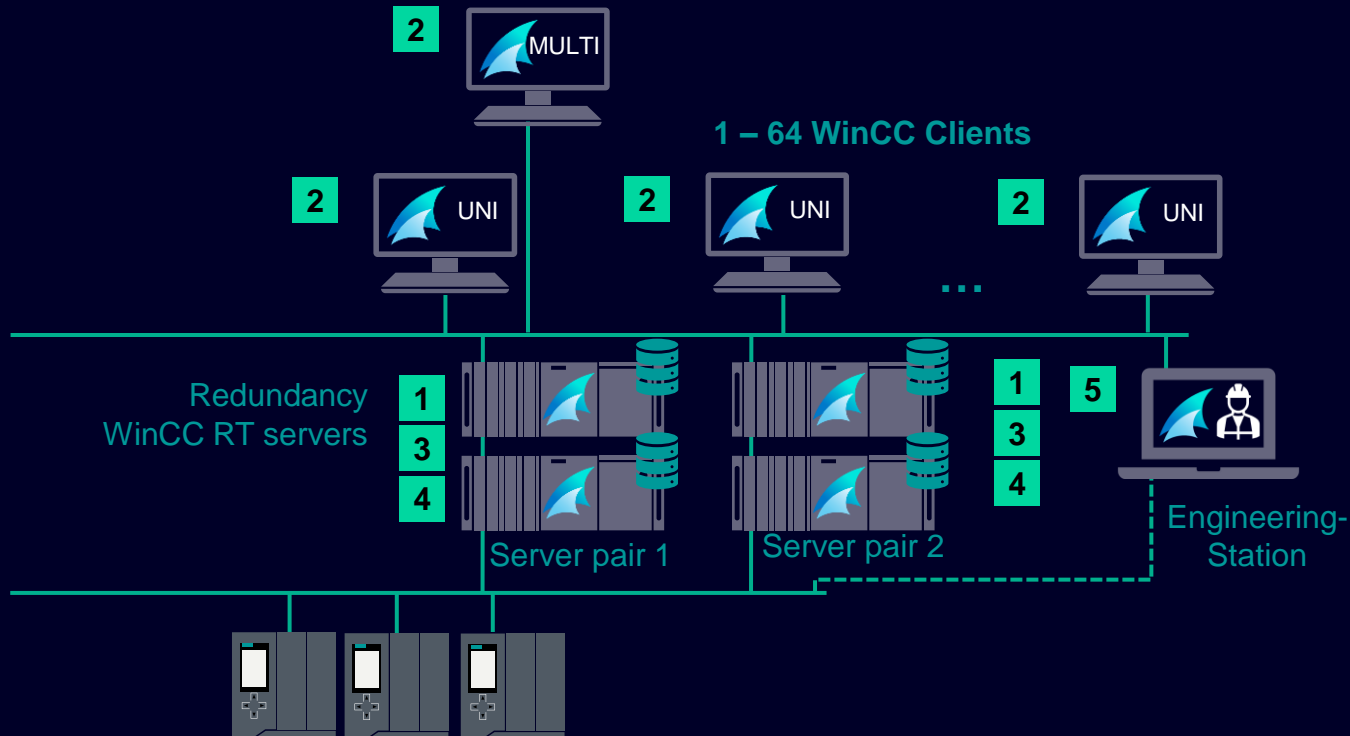 2
MULTI
1 – 64 WinCC Clients
2
UNI
2
UNI
2
UNI
...
Redundancy
WinCC RT servers
1
3
4
1
3
4
5
Server pair 1
Server pair 2
Engineering-
Station